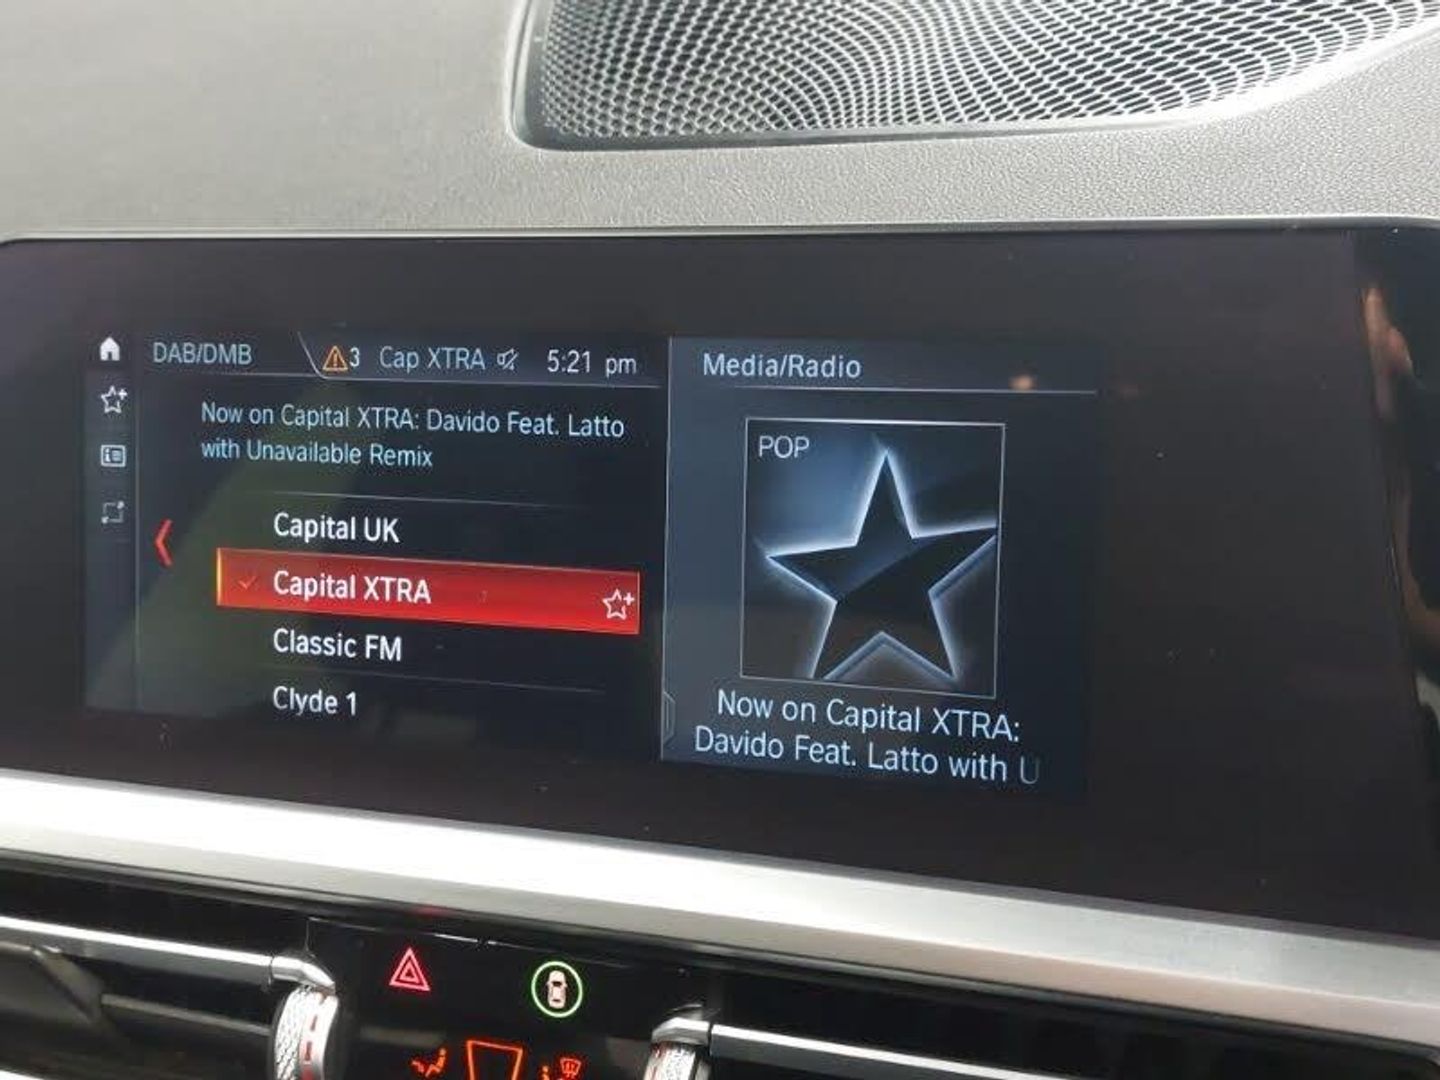 DAB/DMB 3 Cap XTRA 5:21 pm
Now on Capital XTRA: Davido Feat. Latto
with Unavailable Remix
Capital UK
Capital XTRA
Classic FM
Clyde 1
Media/Radio
POP
Now on Capital XTRA:
Davido Feat. Latto with U